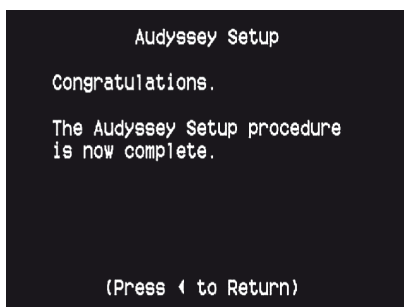 Audyssey Setup
Congratulations.
The Audyssey Setup procedure
is now complete.
(Press ◀ to Return)